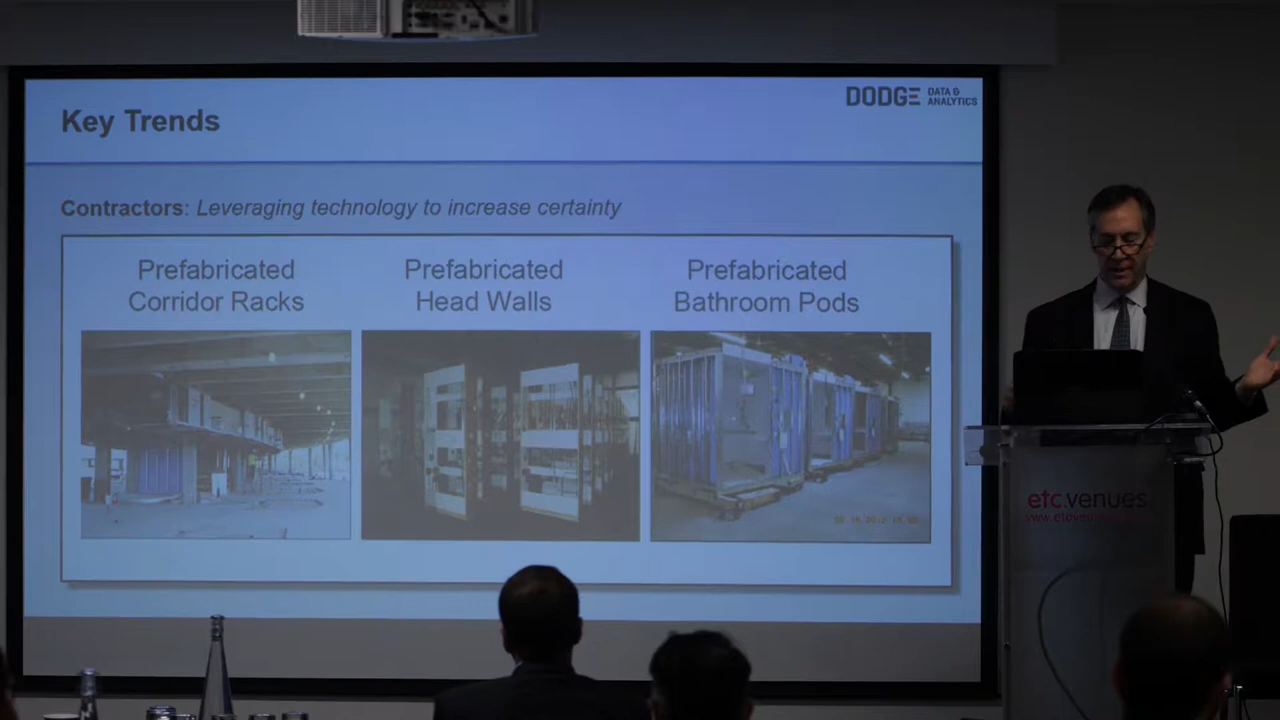 DODGE DATA & ANALYTICS
Key Trends
Contractors: Leveraging technology to increase certainty
Prefabricated Corridor Racks
Prefabricated Head Walls
Prefabricated Bathroom Pods
etc.venues